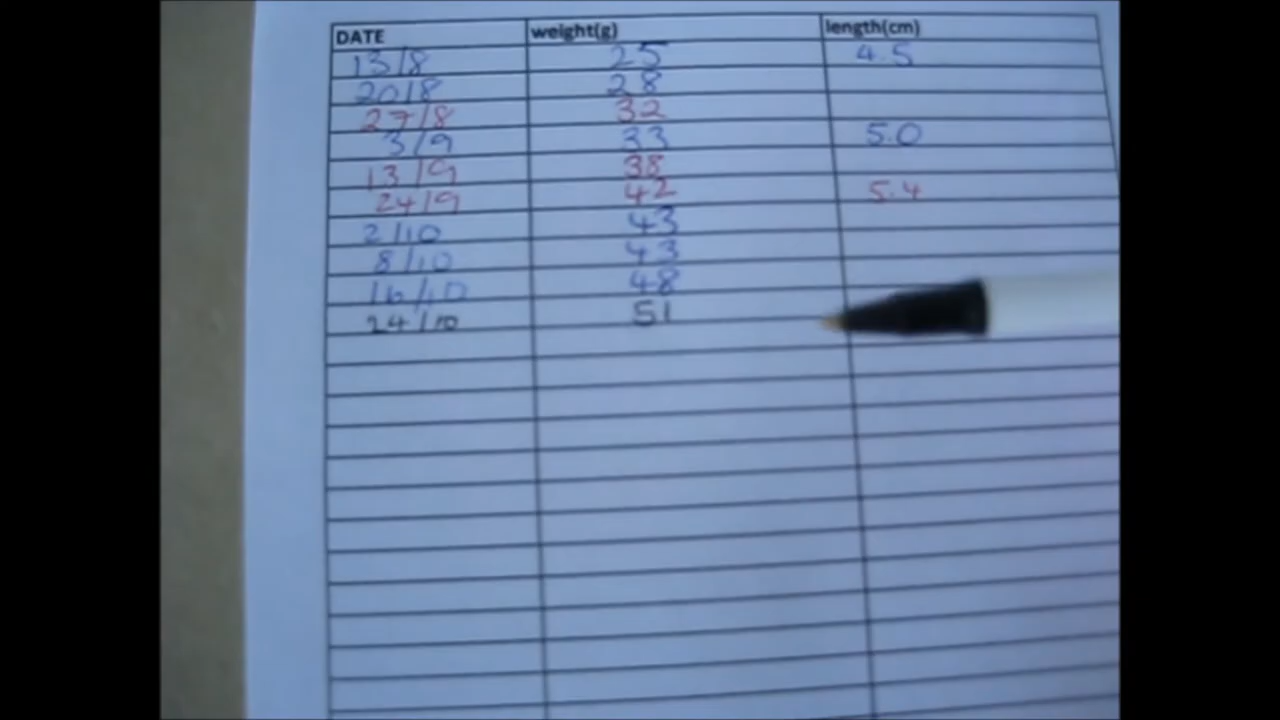 DATE weight(g) length(cm)
13/8 25 4.5
20/8 28
27/8 32
3/9 33 5.0
13/9 38
24/9 42 5.4
2/10 43
8/10 43
16/10 48
24/10 51